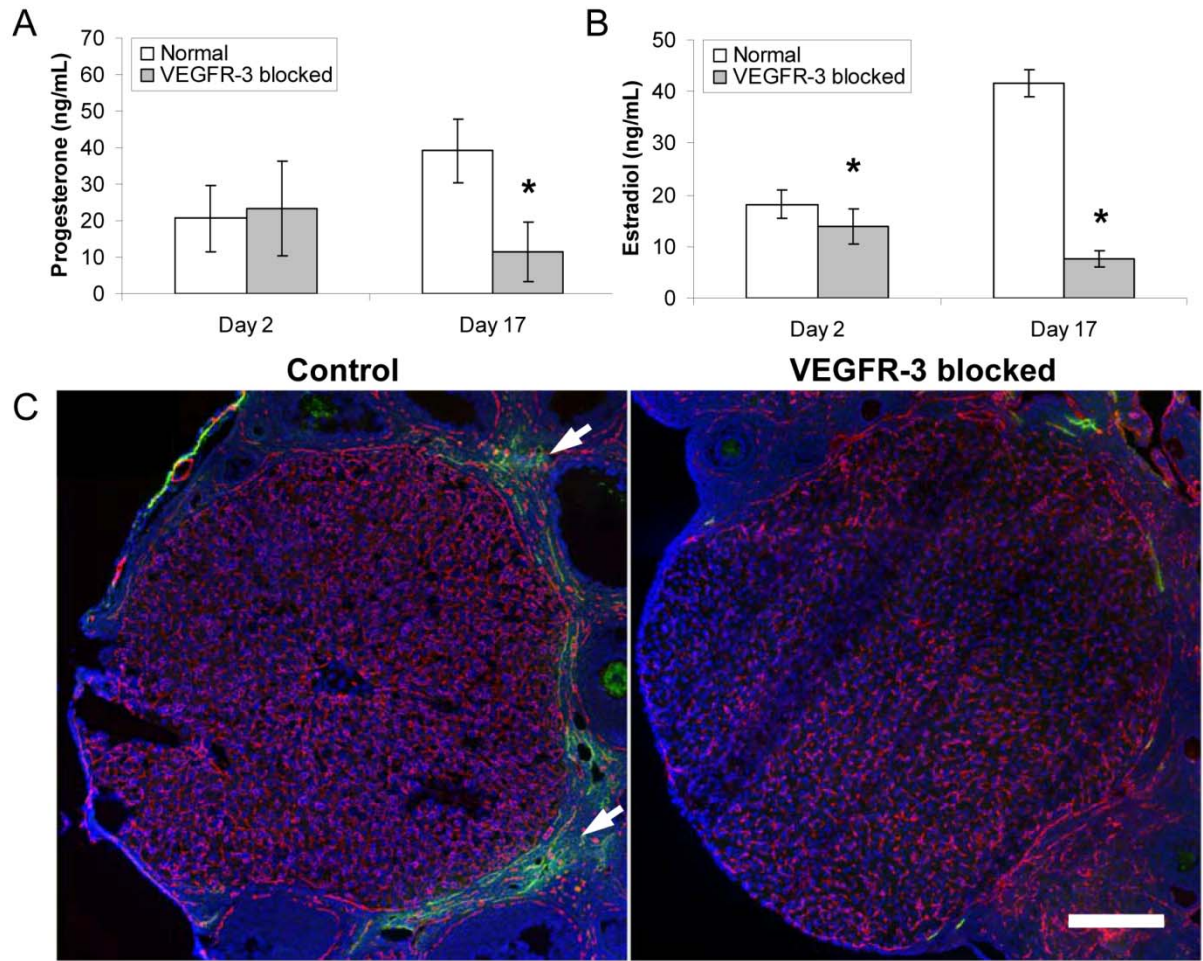 A
Progesterone (ng/mL)
70
60
50
40
30
20
10
0
Normal
VEGFR-3 blocked
*
Day 2
Day 17
B
Estradiol (ng/mL)
50
40
30
20
10
0
Normal
VEGFR-3 blocked
*
*
Day 2
Day 17
C
Control
VEGFR-3 blocked